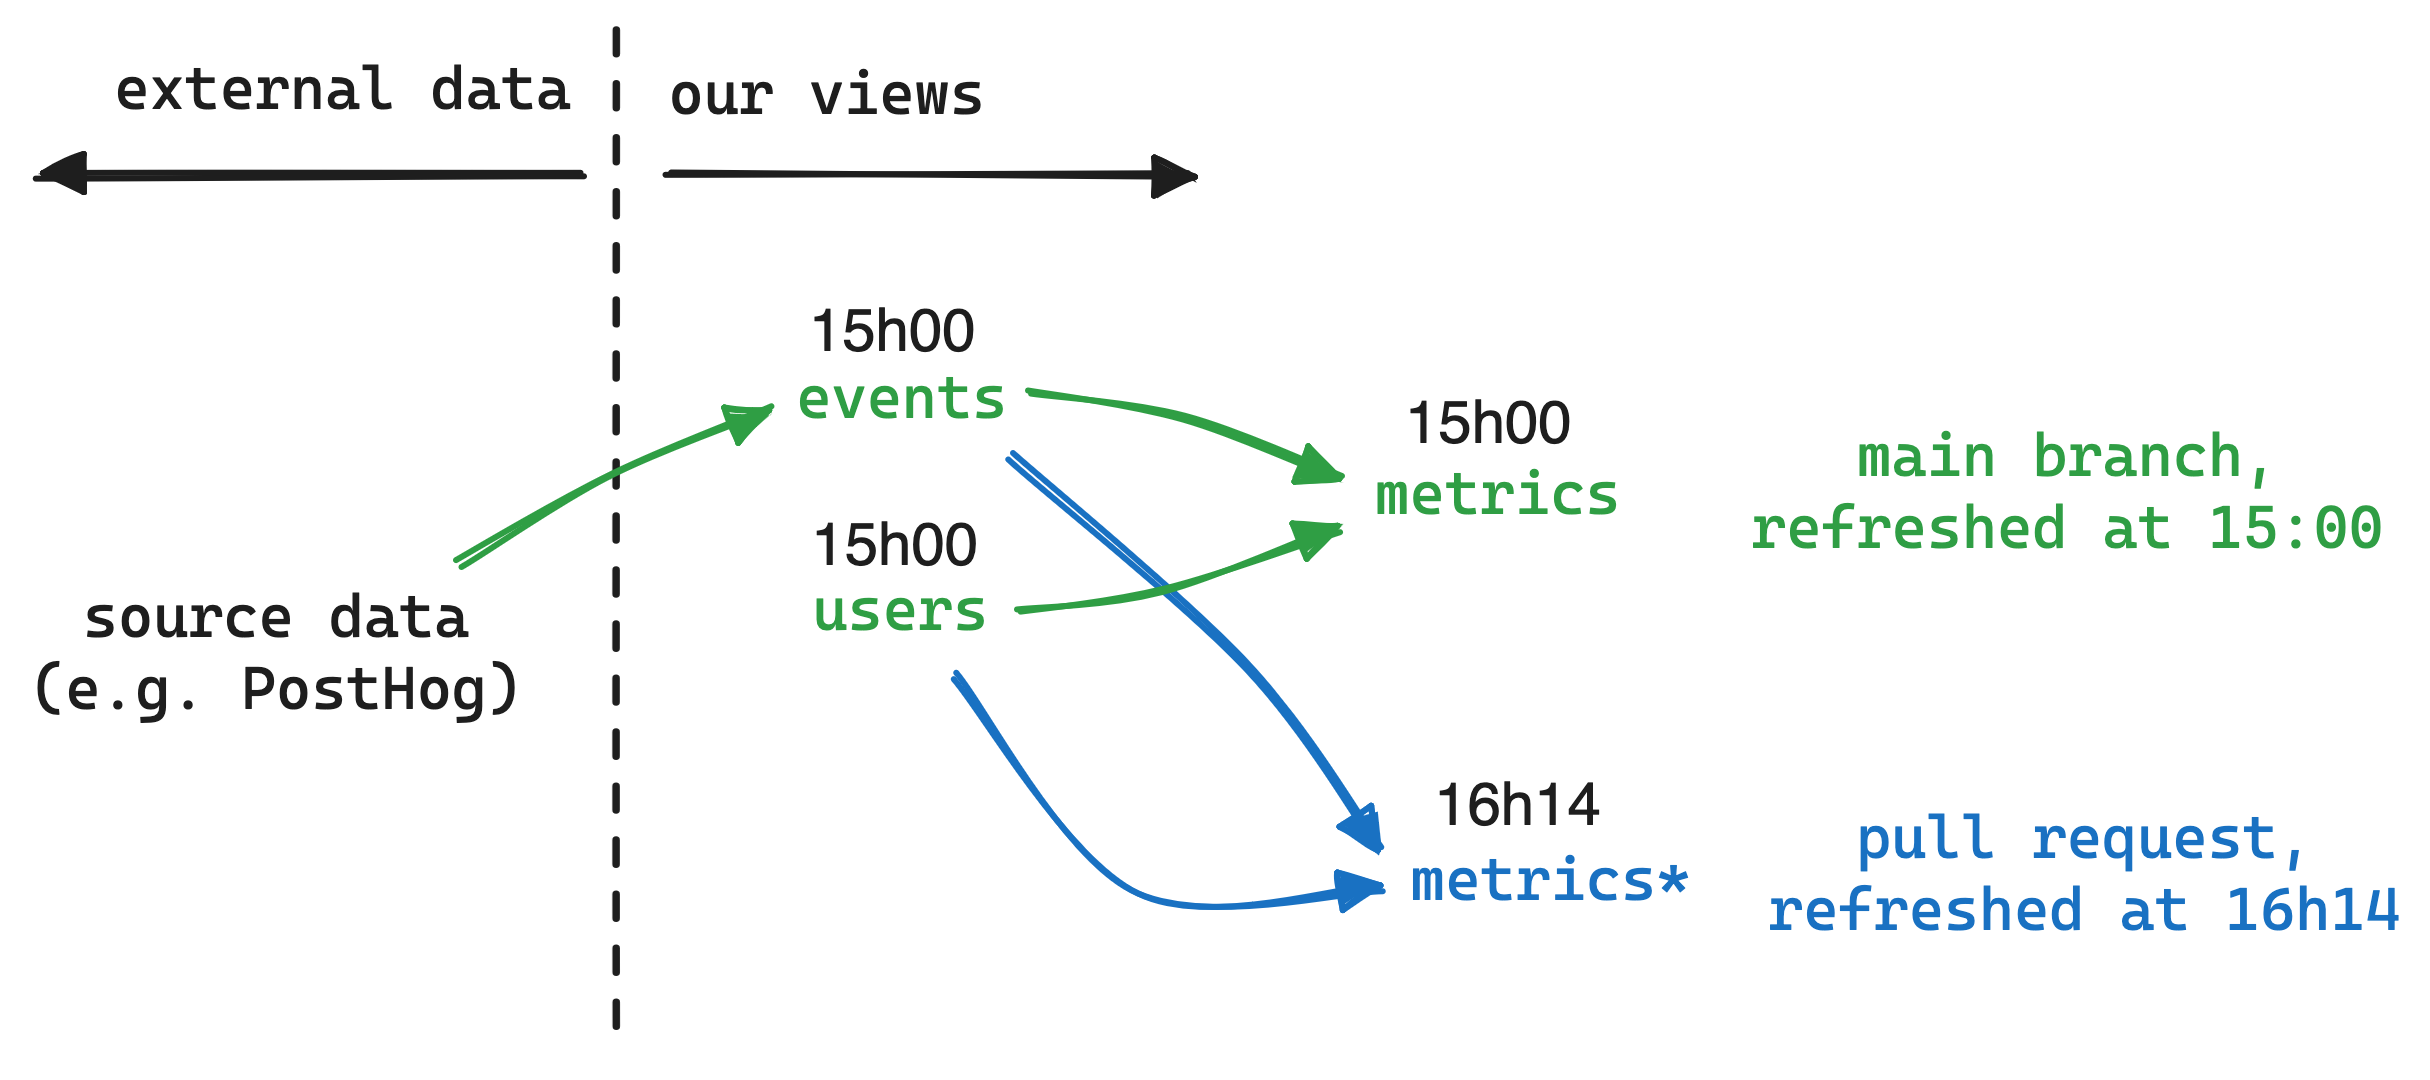 external data
our views
15h00
events
15h00
metrics
main branch,
refreshed at 15:00
15h00
users
source data
(e.g. PostHog)
16h14
metrics*
pull request,
refreshed at 16h14